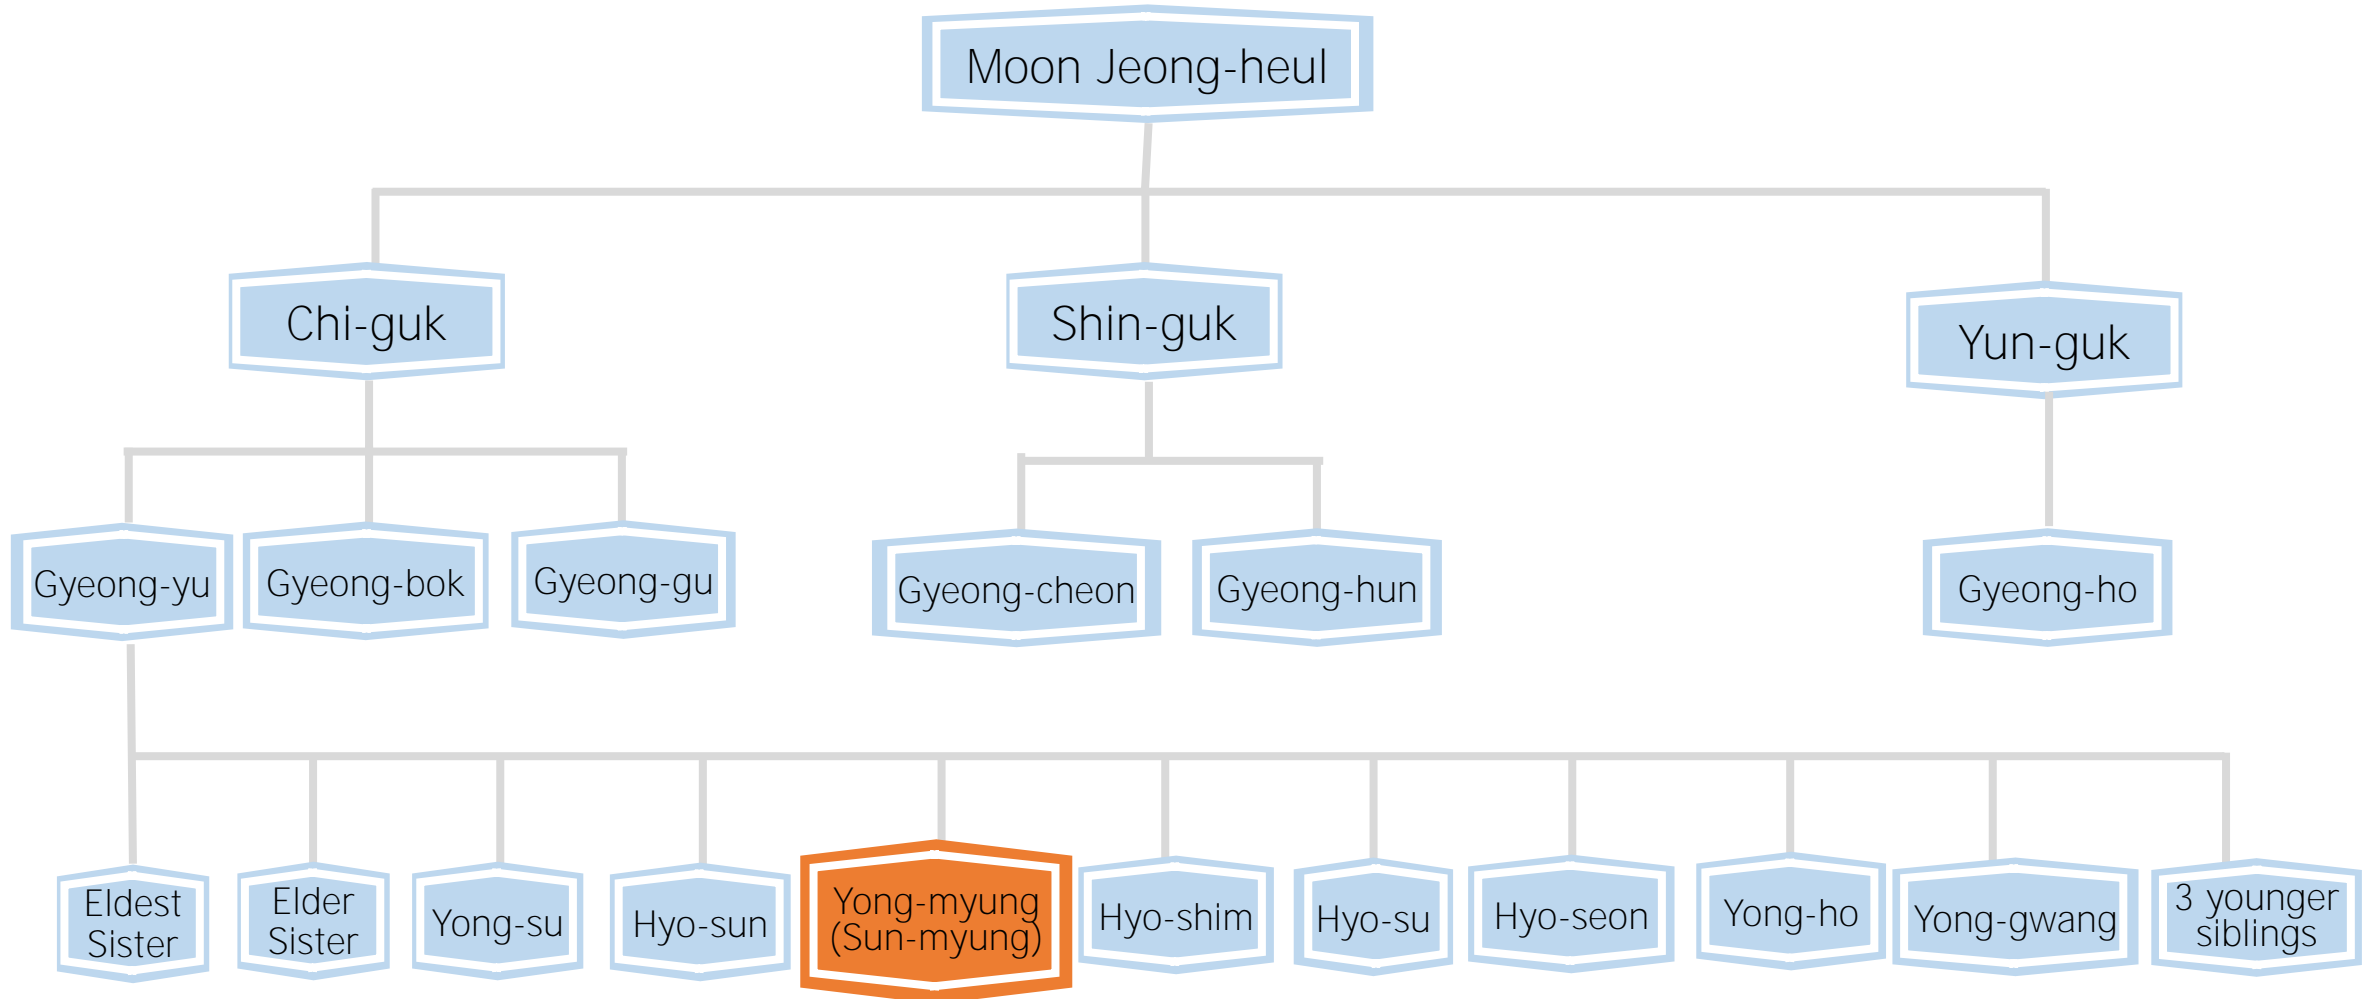 Moon Jeong-heul
Chi-guk
Shin-guk
Yun-guk
Gyeong-yu
Gyeong-bok
Gyeong-gu
Gyeong-cheon
Gyeong-hun
Gyeong-ho
Eldest
Sister
Elder
Sister
Yong-su
Hyo-sun
Yong-myung
(Sun-myung)
Hyo-shim
Hyo-su
Hyo-seon
Yong-ho
Yong-gwang
3 younger
siblings